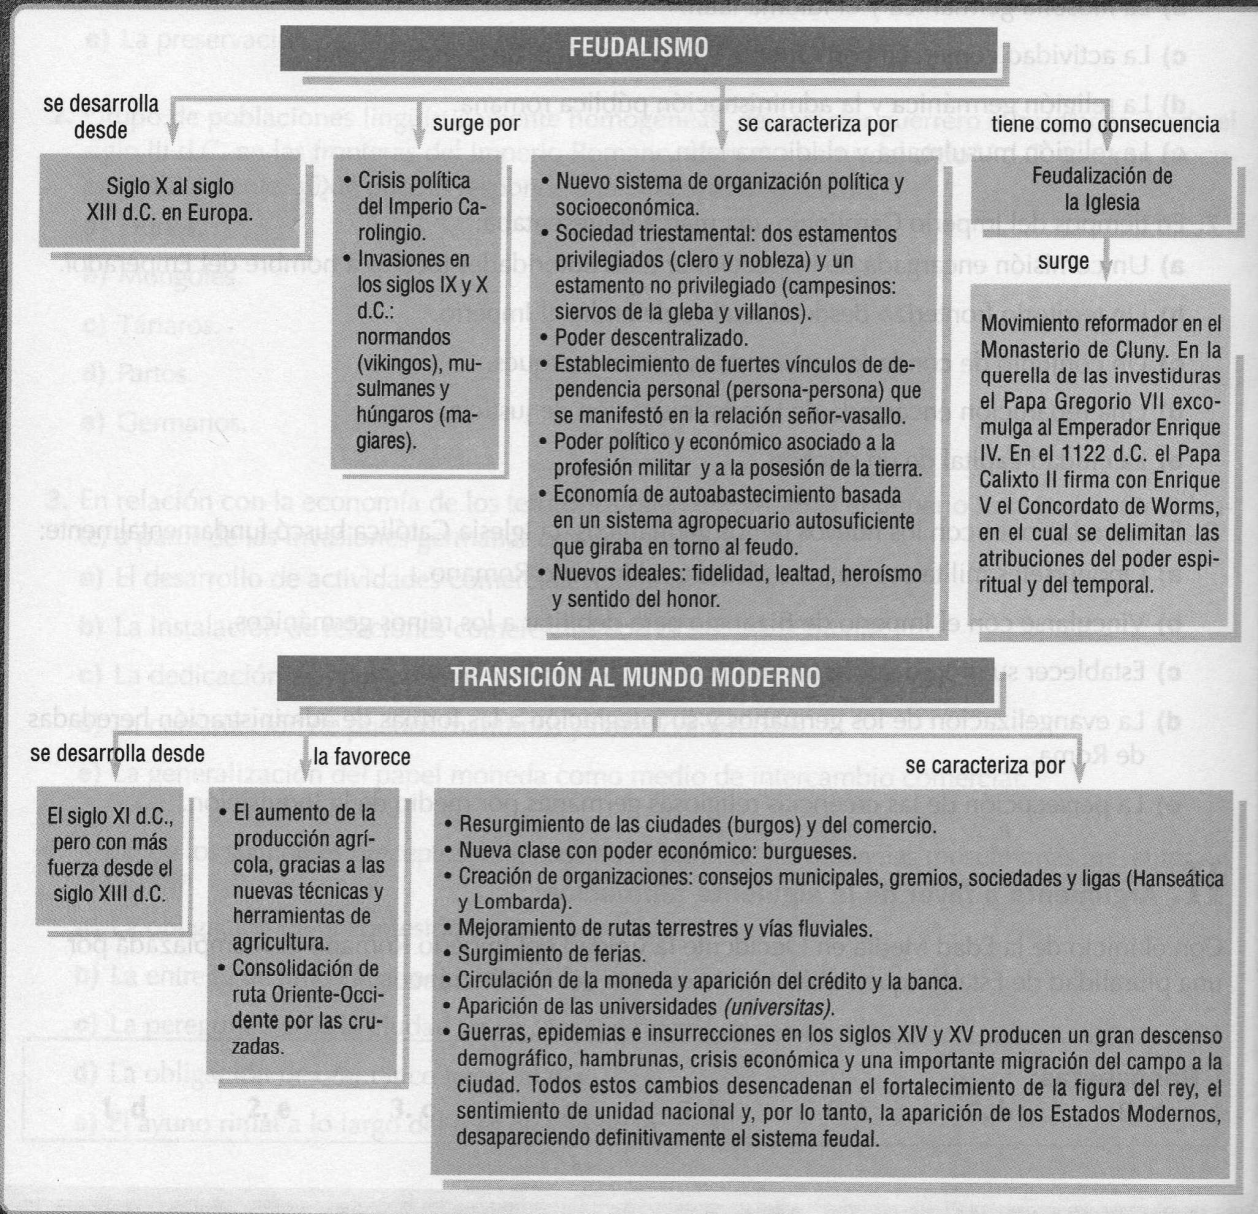 FEUDALISMO
se desarrolla
desde
surge por
se caracteriza por
tiene como consecuencia
Siglo X al siglo
XIII d.C. en Europa.
• Crisis política
del Imperio Ca-
rolingio.
• Invasiones en
los siglos IX y X
d.C.:
normandos
(vikingos), mu-
sulmanes y
húngaros (ma-
giares).
• Nuevo sistema de organización política y
socioeconómica.
• Sociedad triestamental: dos estamentos
privilegiados (clero y nobleza) y un
estamento no privilegiado (campesinos:
siervos de la gleba y villanos).
• Poder descentralizado.
• Establecimiento de fuertes vínculos de de-
pendencia personal (persona-persona) que
se manifestó en la relación señor-vasallo.
• Poder político y económico asociado a la
profesión militar y a la posesión de la tierra.
• Economía de autoabastecimiento basada
en un sistema agropecuario autosuficiente
que giraba en torno al feudo.
• Nuevos ideales: fidelidad, lealtad, heroísmo
y sentido del honor.
Feudalización de
la Iglesia
surge
Movimiento reformador en el
Monasterio de Cluny. En la
querella de las investiduras
el Papa Gregorio VII exco-
mulga al Emperador Enrique
IV. En el 1122 d.C. el Papa
Calixto II firma con Enrique
V el Concordato de Worms,
en el cual se delimitan las
atribuciones del poder espi-
ritual y del temporal.
TRANSICIÓN AL MUNDO MODERNO
se desarrolla desde
la favorece
se caracteriza por
El siglo XI d.C.,
pero con más
fuerza desde el
siglo XIII d.C.
• El aumento de la
producción agrí-
cola, gracias a las
nuevas técnicas y
herramientas de
agricultura.
• Consolidación de
ruta Oriente-Occi-
dente por las cru-
zadas.
• Resurgimiento de las ciudades (burgos) y del comercio.
• Nueva clase con poder económico: burgueses.
• Creación de organizaciones: consejos municipales, gremios, sociedades y ligas (Hanseática
y Lombarda).
• Mejoramiento de rutas terrestres y vías fluviales.
• Surgimiento de ferias.
• Circulación de la moneda y aparición del crédito y la banca.
• Aparición de las universidades (universitas).
• Guerras, epidemias e insurrecciones en los siglos XIV y XV producen un gran descenso
demográfico, hambrunas, crisis económica y una importante migración del campo a la
ciudad. Todos estos cambios desencadenan el fortalecimiento de la figura del rey, el
sentimiento de unidad nacional y, por lo tanto, la aparición de los Estados Modernos,
desapareciendo definitivamente el sistema feudal.